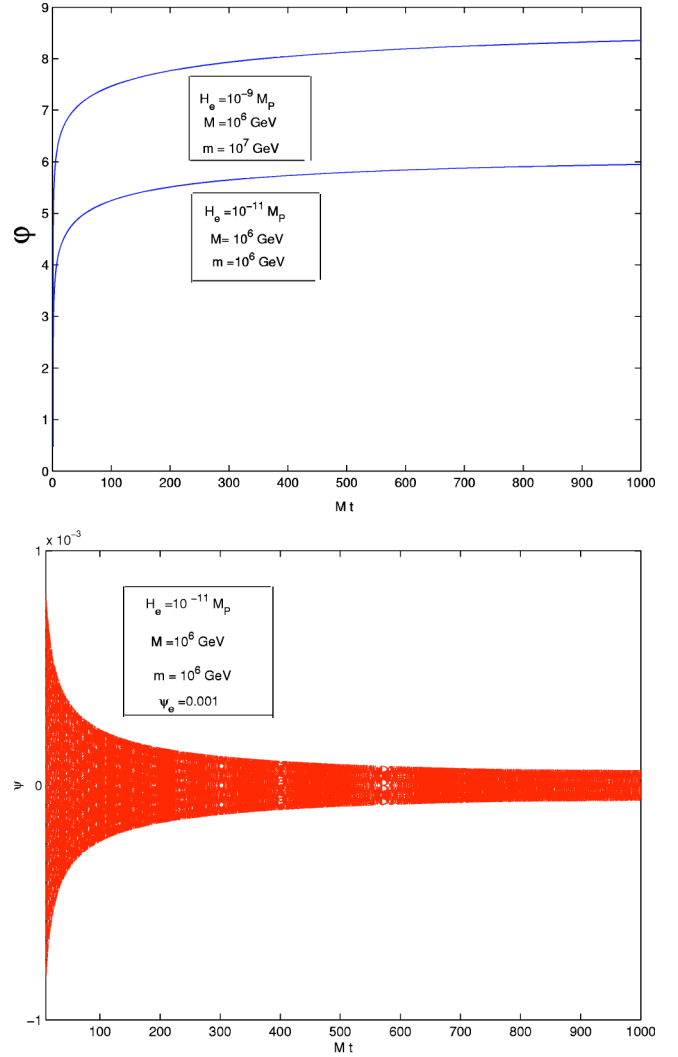 9
8
7
6
5
4
3
2
1
0
φ
H_e =10^-9 M_P
M =10^6 GeV
m = 10^7 GeV
H_e =10^-11 M_P
M= 10^6 GeV
m =10^6 GeV
0 100 200 300 400 500 600 700 800 900 1000
M t
x 10^-3
1
0
−1
ψ
H_e =10^-11 M_P
M =10^6 GeV
m = 10^6 GeV
ψ_e =0.001
100 200 300 400 500 600 700 800 900 1000
M t